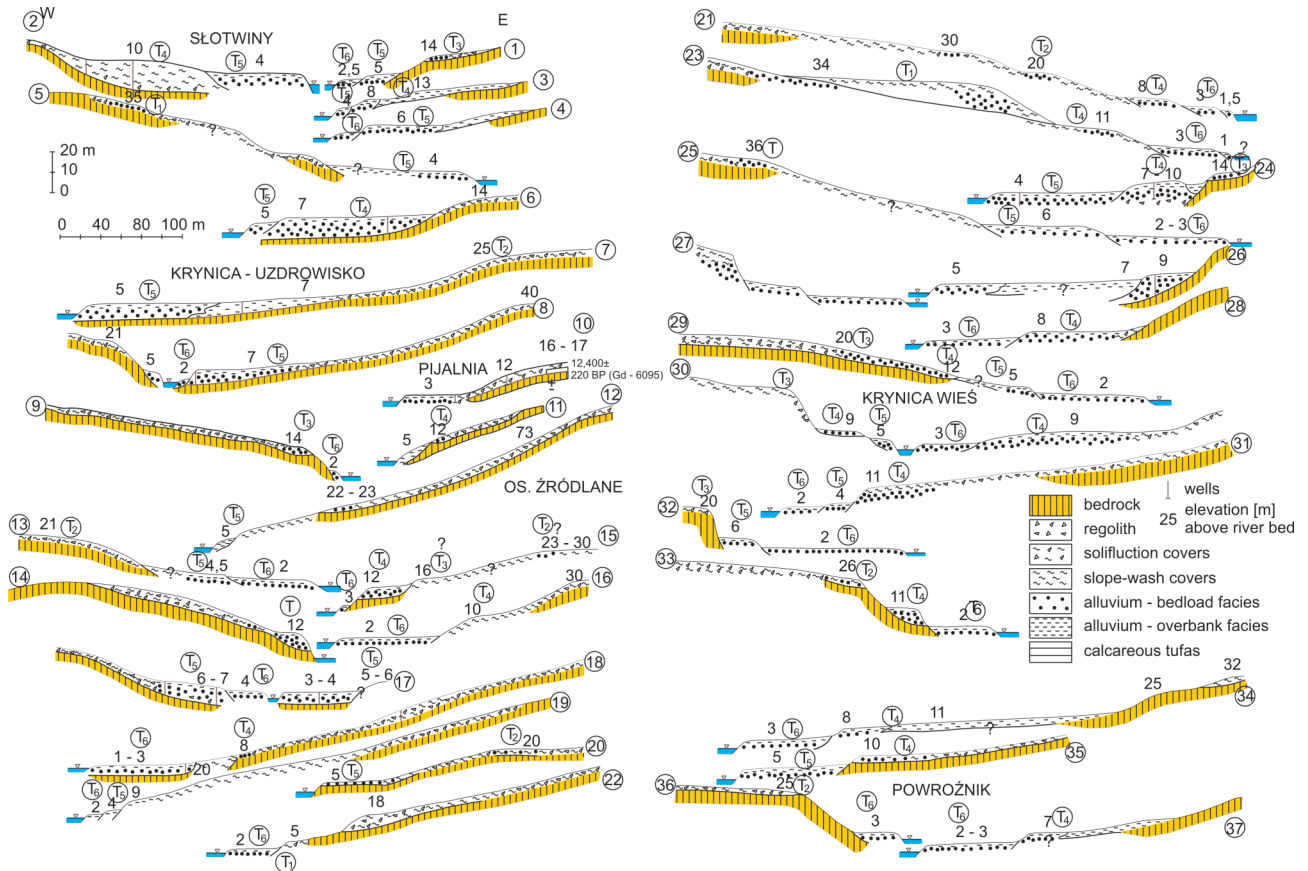 W
E
2
SŁOTWINY
10 T4
T5 4
T6
2,5
T5
5
14 T3
1
5
35
T1
T5
4
8
T4
13
3
T6
6 T5
4
?
? T5 4
20 m
10
0
0 40 80 100 m
T5
5
7
T4
14
6
KRYNICA - UZDROWISKO
25 T2
7
5 T5
7
40
8
21
5
T6
2
7 T5
10
16 - 17
12,400±
220 BP (Gd - 6095)
±
PIJALNIA
3
12
?
9
14 T3
T6
2
T4
12
5
11
12
73
22 - 23
OS. ŹRÓDLANE
T5
5
13
21 T2
?
T5
4,5
T6 2
T6
3
12 T4
16
?
T3
?
T2 ?
23 - 30
15
14
T
12
2 T6
10 T4
30
16
T5
6 - 7
4 T6
3 - 4
T5
5 - 6
?
17
18
T6
1 - 3
T4
8
20
19
T6
2
T5
4
9
5 T5
T2
20
20
18
22
2 T6
5
T1
21
30
T2
20
8 T4
T6
3
1,5
23
34
T1
T4 11
3 T6
1 ?
25
36 T
?
4 T5
T4
7 - 10
14 T3
24
T5
6
2 - 3 T6
27
5
?
7
9
26
29
20 T3
3 T6
8 T4
28
T4
12
?
T5
5
T6 2
30
T3
KRYNICA WIEŚ
T4 9
T5
5
3 T6
T4
9
T6
2
T5
4
11
T4
31
T3
20
32
T5
6
T6
2
33
26
T2
11
T4
2 T6
bedrock
regolith
solifluction covers
slope-wash covers
alluvium - bedload facies
alluvium - overbank facies
calcareous tufas
wells
25 elevation [m]
above river bed
3 T6
8
T4
11
?
25
32
34
5
T5
10
T4
35
POWROŹNIK
36
25 T2
T6
3
T6
2 - 3
7 T4
?
37